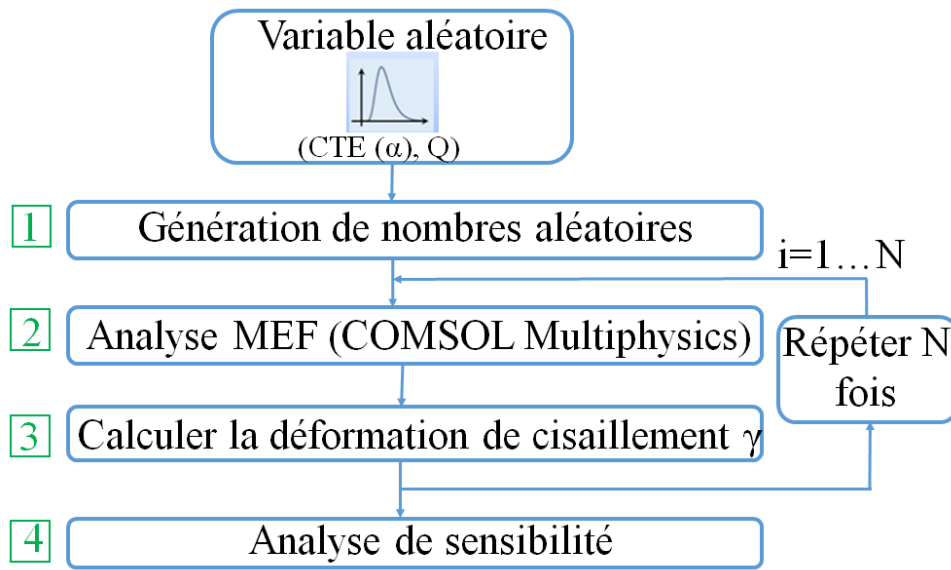 Variable aléatoire
(CTE (α), Q)
1
Génération de nombres aléatoires
i=1…N
2
Analyse MEF (COMSOL Multiphysics)
Répéter N
fois
3
Calculer la déformation de cisaillement γ
4
Analyse de sensibilité